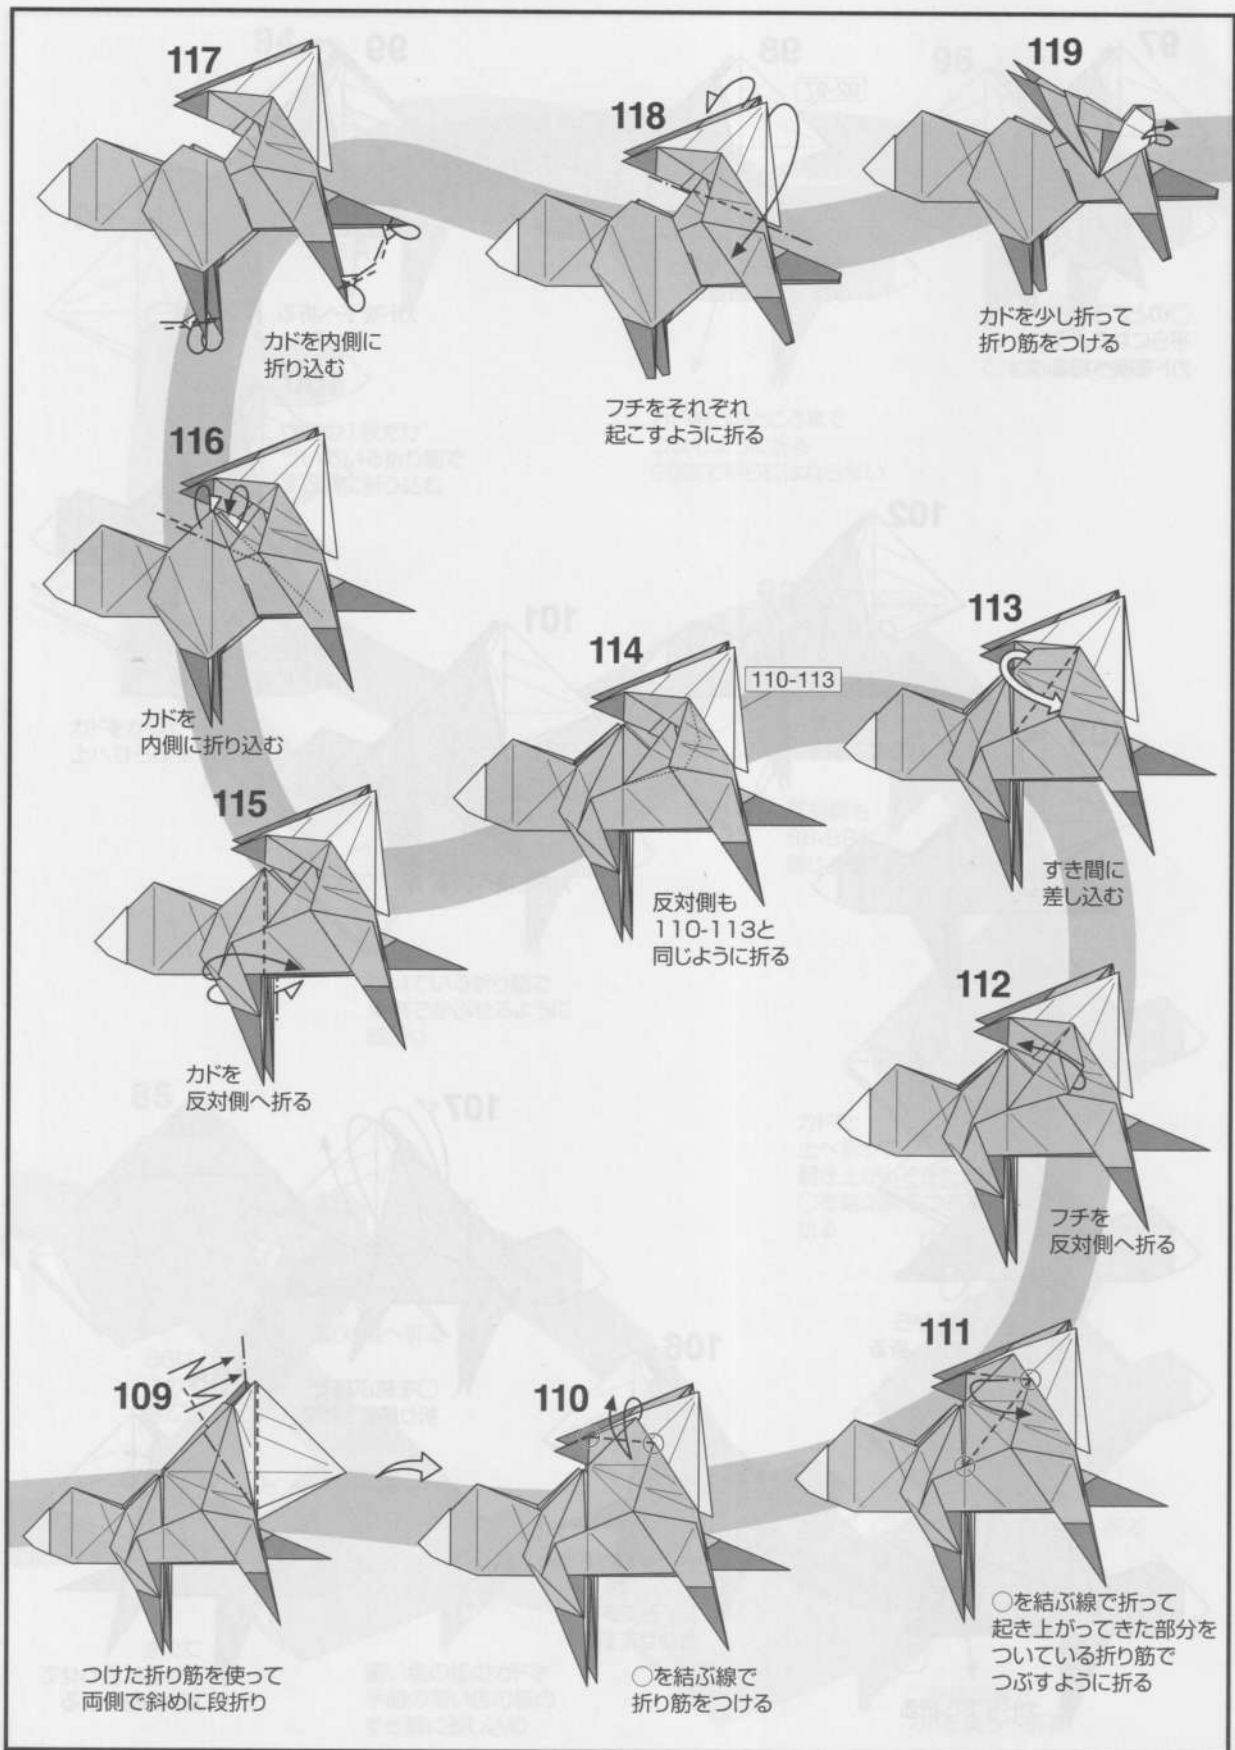 109
つけた折り筋を使って
両側で斜めに段折り
110
○を結ぶ線で
折り筋をつける
111
○を結ぶ線で折って
起き上がってきた部分を
ついている折り筋で
つぶすように折る
112
フチを
反対側へ折る
113
すき間に
差し込む
114
110-113
反対側も
110-113と
同じように折る
115
カドを
反対側へ折る
116
カドを
内側に折り込む
117
カドを内側に
折り込む
118
フチをそれぞれ
起こすように折る
119
カドを少し折って
折り筋をつける